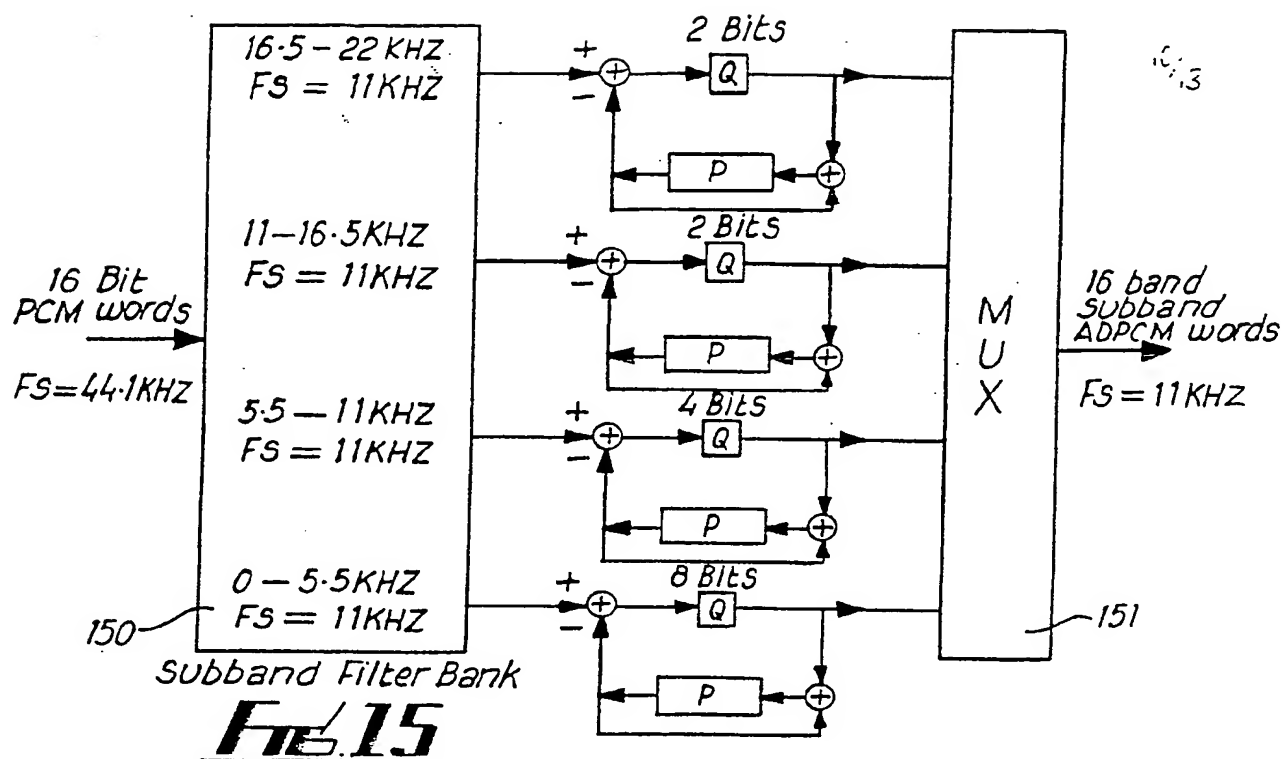 16·5-22 KHZ
FS = 11KHZ
11-16·5KHZ
FS = 11KHZ
5·5-11KHZ
FS = 11KHZ
0-5·5KHZ
FS = 11KHZ
16 Bit
PCM words
FS=44·1KHZ
150
Subband Filter Bank
2 Bits
+
-
+
Q
P
+
2 Bits
+
-
+
Q
P
+
4 Bits
+
-
+
Q
P
+
8 Bits
+
-
+
Q
P
+
M
U
X
151
16 band
Subband
ADPCM words
FS = 11KHZ
FIG. 15